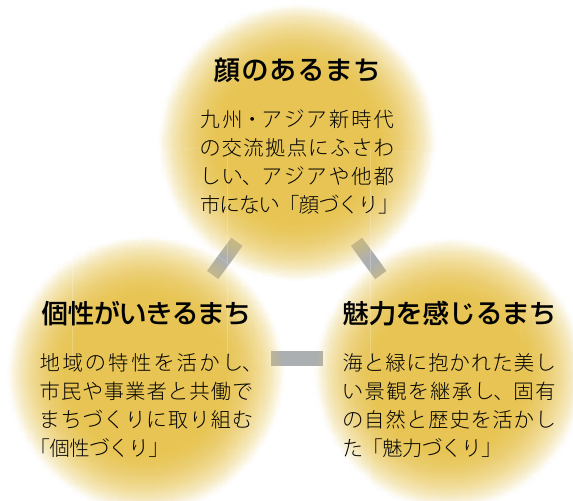 顔のあるまち
九州・アジア新時代
の交流拠点にふさわ
しい、アジアや他都
市にない「顔づくり」
個性がいきるまち
地域の特性を活かし、
市民や事業者と共働で
まちづくりに取り組む
「個性づくり」
魅力を感じるまち
海と緑に抱かれた美し
い景観を継承し、固有
の自然と歴史を活かし
た「魅力づくり」